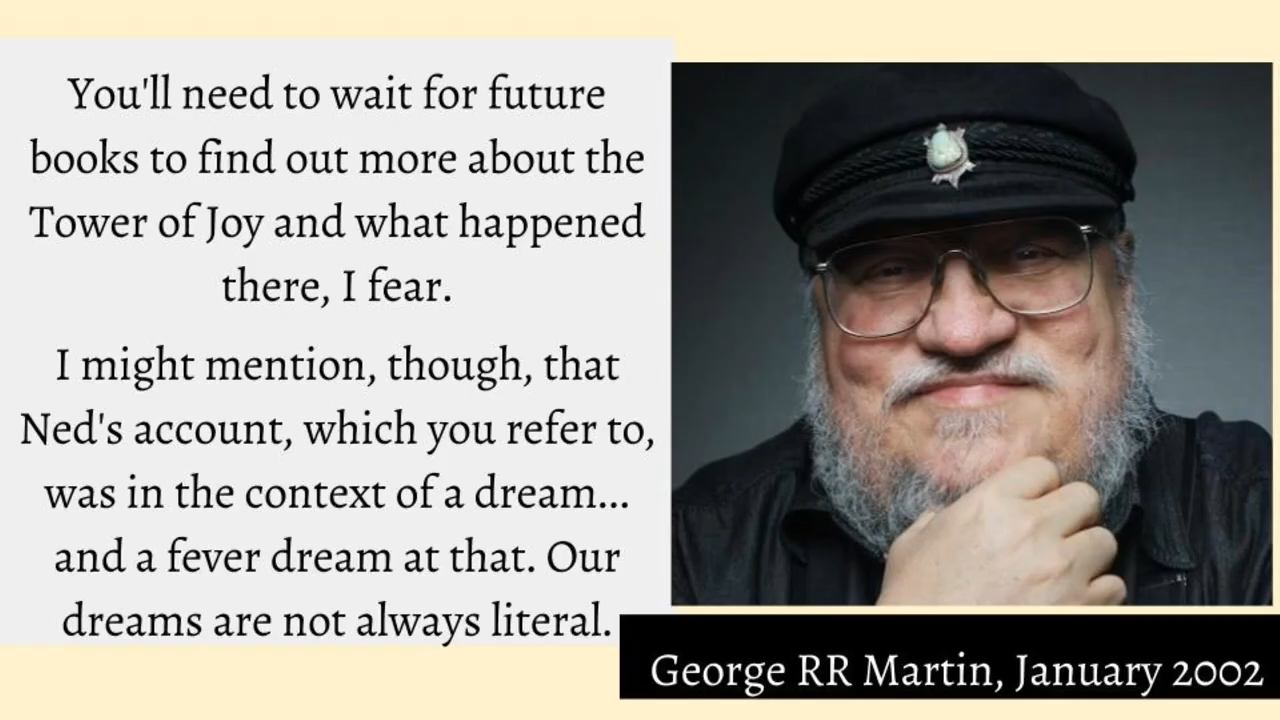 You'll need to wait for future
books to find out more about the
Tower of Joy and what happened
there, I fear.
I might mention, though, that
Ned's account, which you refer to,
was in the context of a dream...
and a fever dream at that. Our
dreams are not always literal.
George RR Martin, January 2002